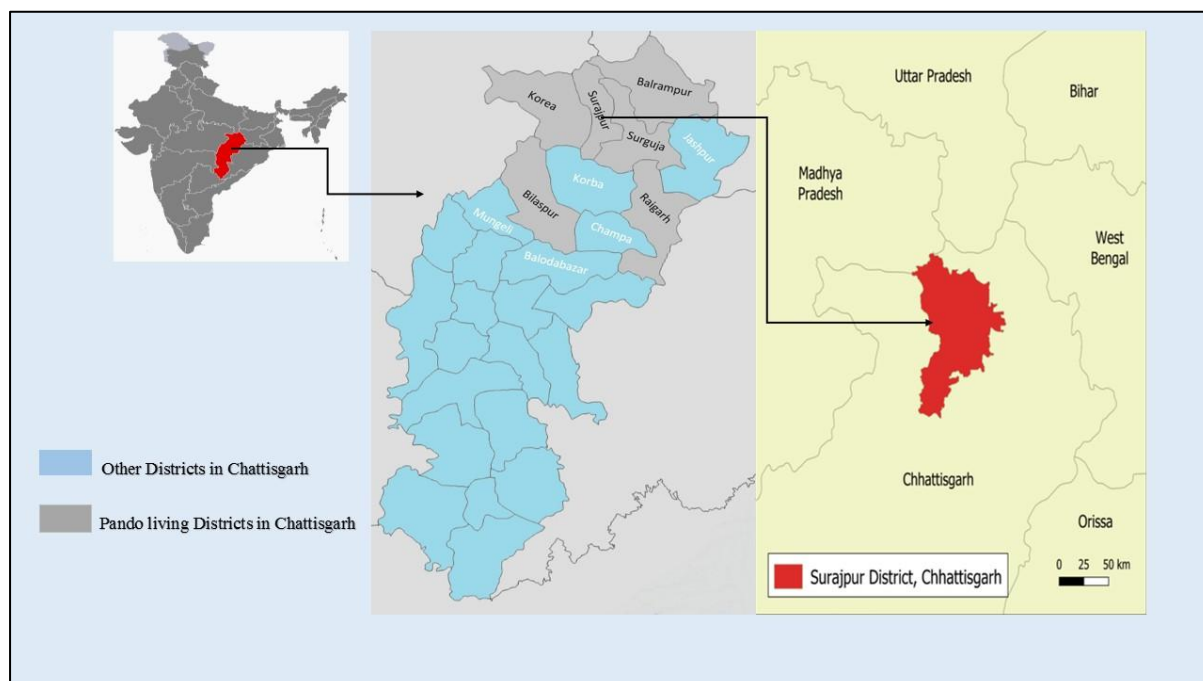 Korea
Surajpur
Balrampur
Surguja
Jashpur
Korba
Bilaspur
Raigarh
Mungeli
Champa
Balodabazar
Uttar Pradesh
Bihar
Madhya
Pradesh
West
Bengal
Chhattisgarh
Orissa
0 25 50 km
Surajpur District, Chhattisgarh
Other Districts in Chattisgarh
Pando living Districts in Chattisgarh